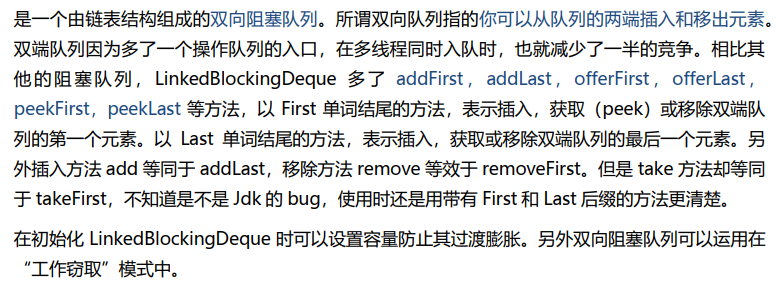 是一个由链表结构组成的双向阻塞队列。所谓双向队列指的你可以从队列的两端插入和移出元素。
双端队列因为多了一个操作队列的入口，在多线程同时入队时，也就减少了一半的竞争。相比其
他的阻塞队列，LinkedBlockingDeque 多了 addFirst，addLast，offerFirst，offerLast，
peekFirst，peekLast 等方法，以 First 单词结尾的方法，表示插入，获取（peek）或移除双端队
列的第一个元素。以 Last 单词结尾的方法，表示插入，获取或移除双端队列的最后一个元素。另
外插入方法 add 等同于 addLast，移除方法 remove 等效于 removeFirst。但是 take 方法却等同
于 takeFirst，不知道是不是 Jdk 的 bug，使用时还是用带有 First 和 Last 后缀的方法更清楚。
在初始化 LinkedBlockingDeque 时可以设置容量防止其过渡膨胀。另外双向阻塞队列可以运用在
“工作窃取”模式中。